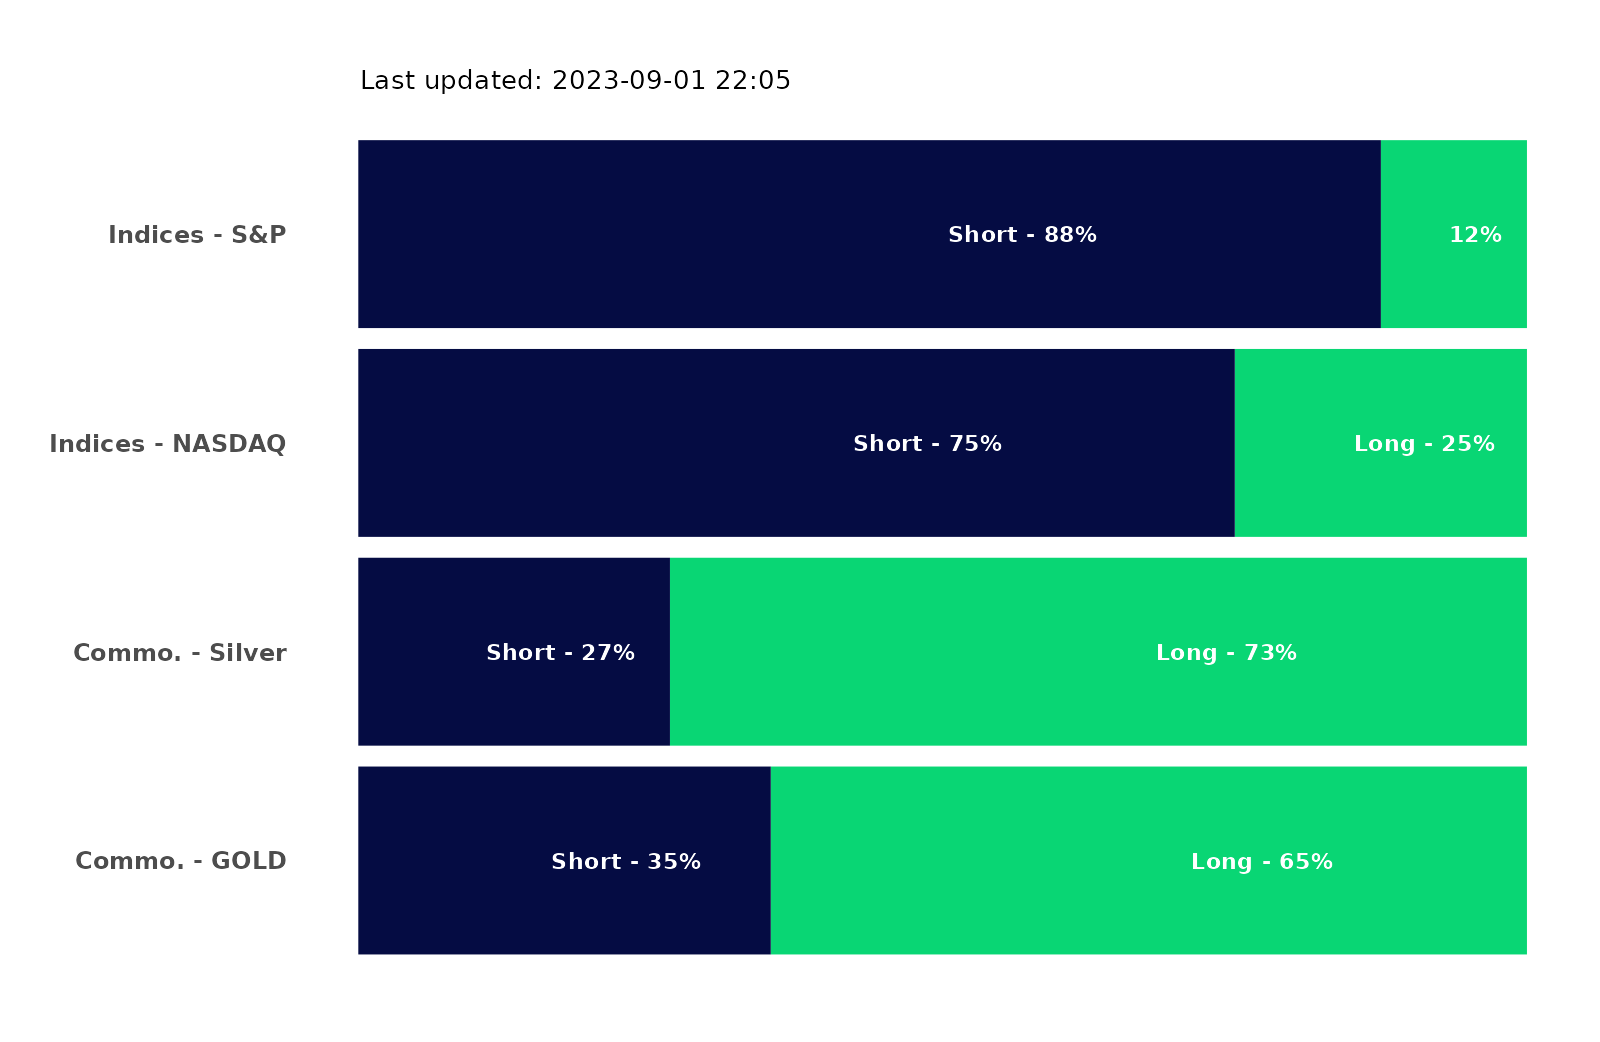 Last updated: 2023-09-01 22:05
Indices - S&P Short - 88% 12%
Indices - NASDAQ Short - 75% Long - 25%
Commo. - Silver Short - 27% Long - 73%
Commo. - GOLD Short - 35% Long - 65%